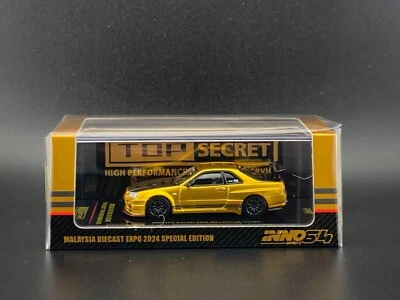 TOP SECRET
HIGH PERFORMANCE
MALAYSIA DIECAST EXPO 2024 SPECIAL EDITION
INNO64